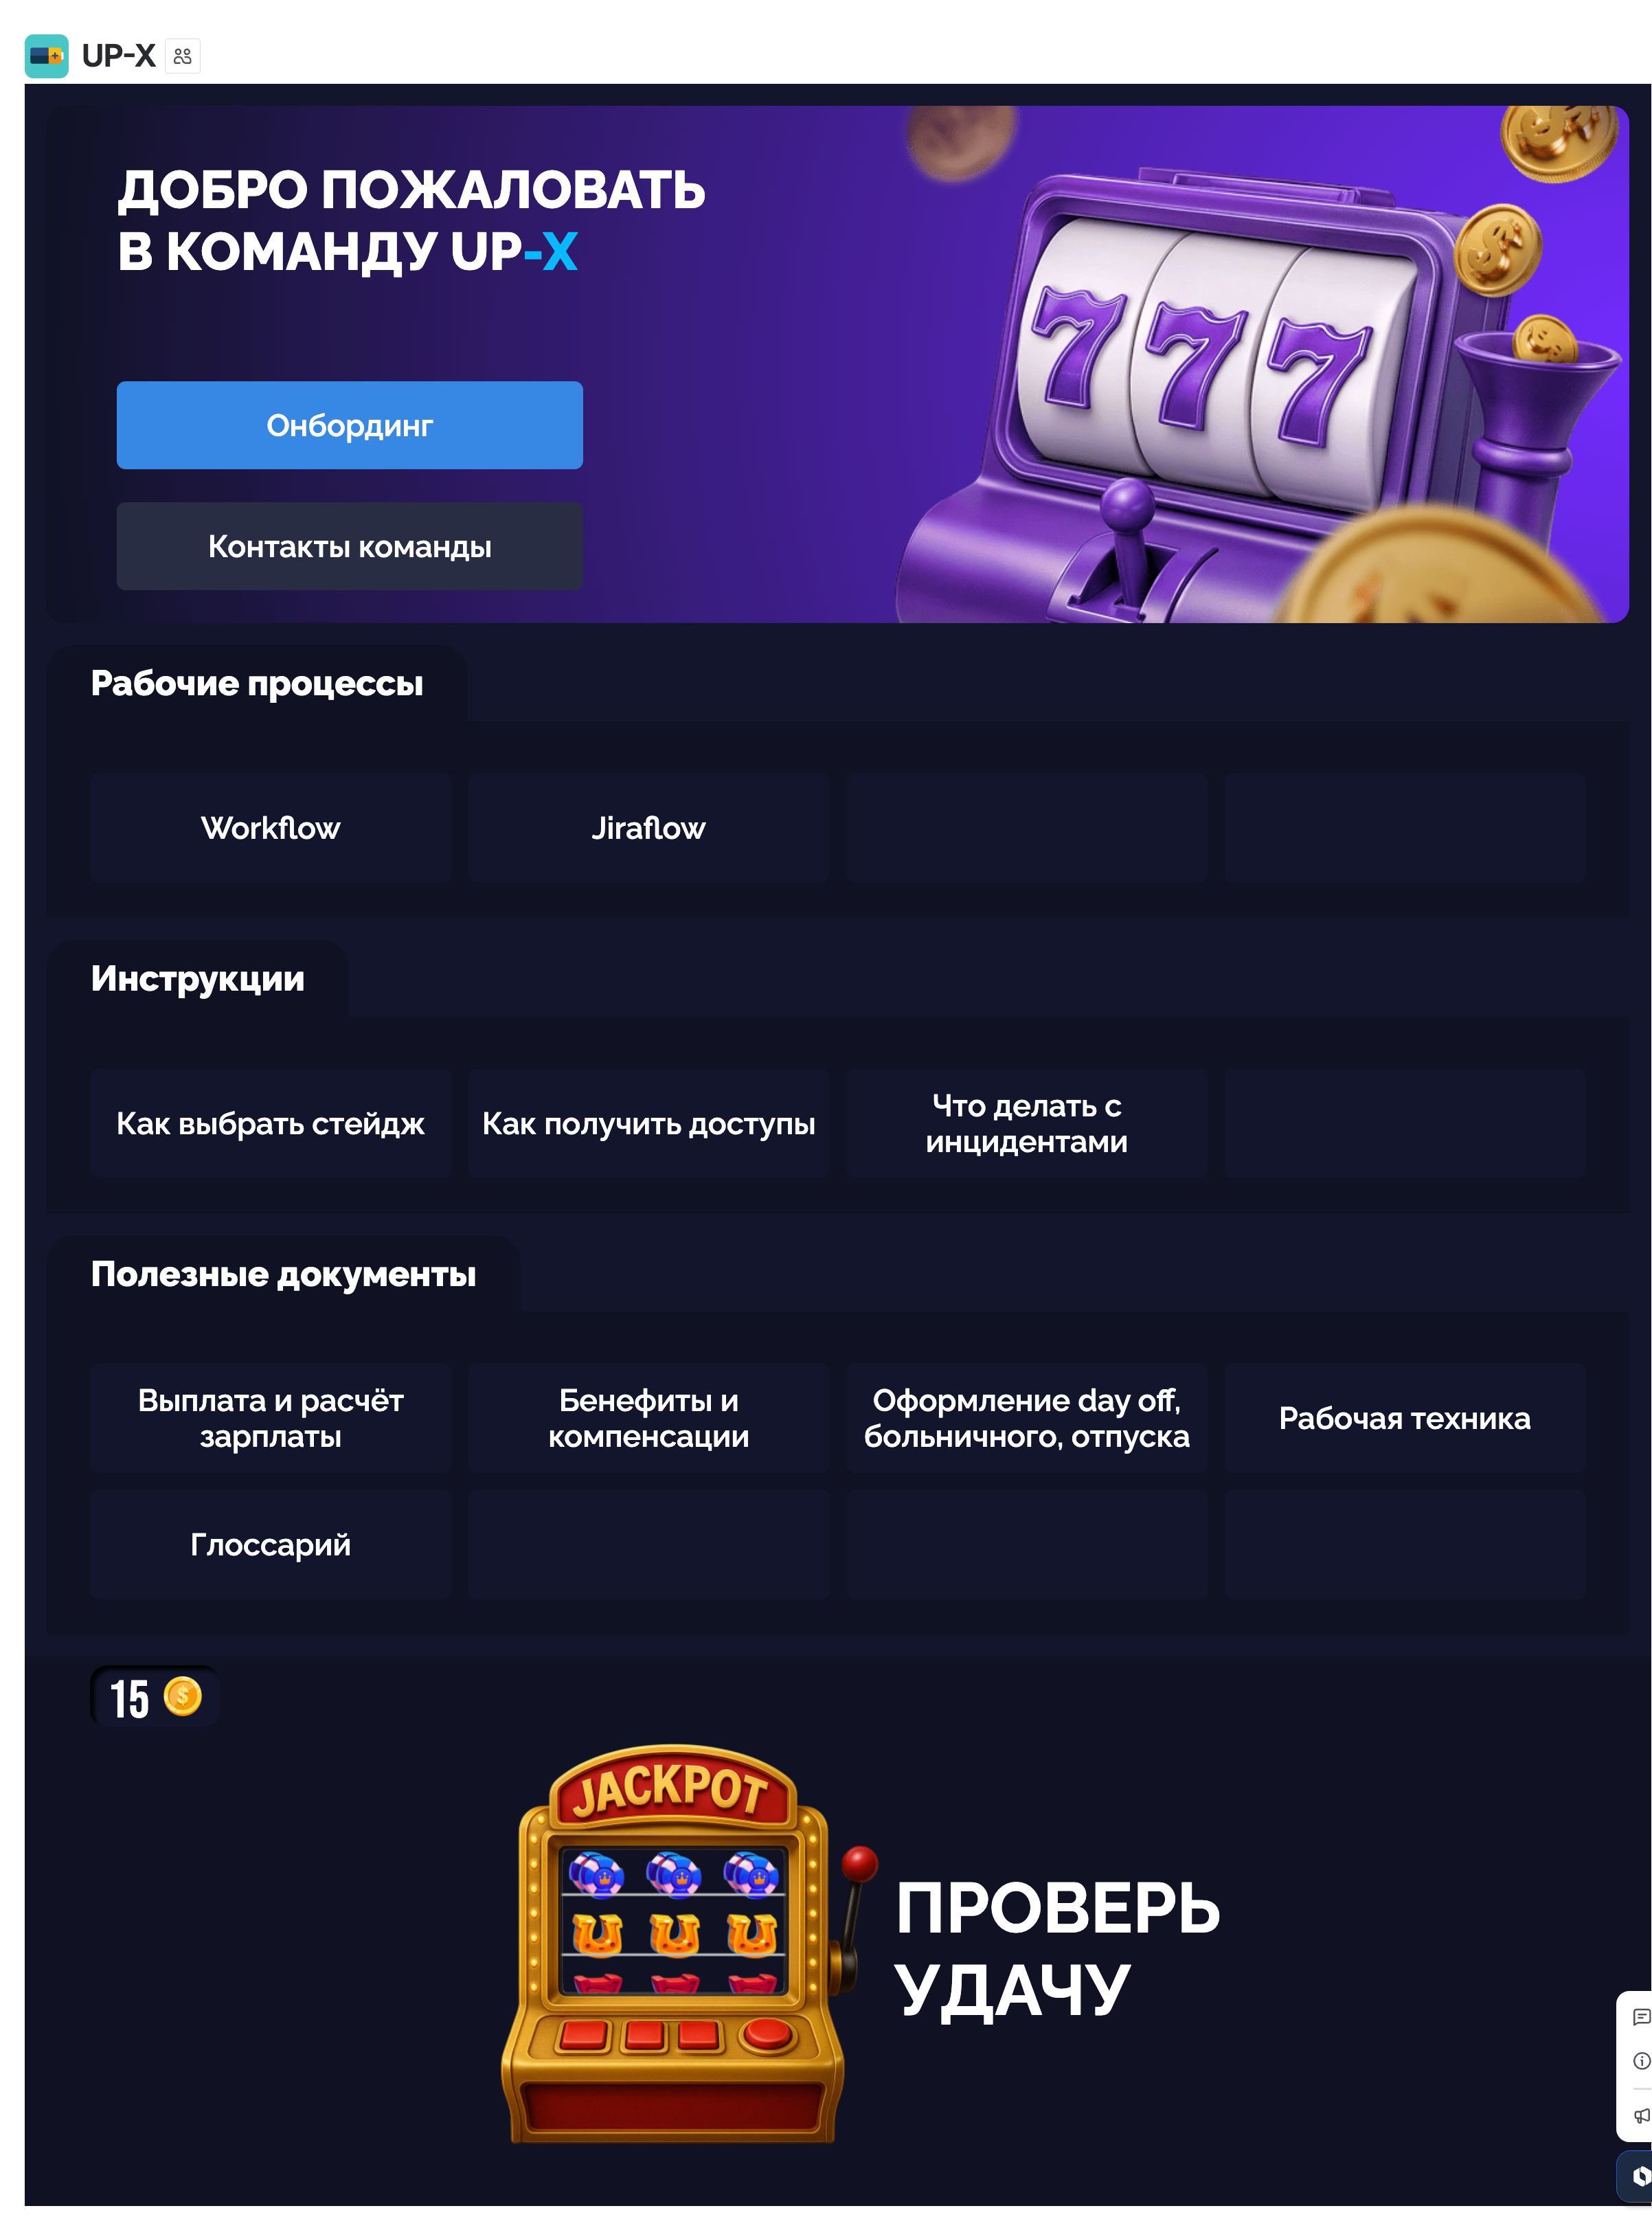 UP-X
ДОБРО ПОЖАЛОВАТЬ
В КОМАНДУ UP-X
777
Онбординг
Контакты команды
Рабочие процессы
Workflow
Jiraflow
Инструкции
Как выбрать стейдж
Как получить доступы
Что делать с
инцидентами
Полезные документы
Выплата и расчёт
зарплаты
Бенефиты и
компенсации
Оформление day off,
больничного, отпуска
Рабочая техника
Глоссарий
15
JACKPOT
ПРОВЕРЬ
УДАЧУ